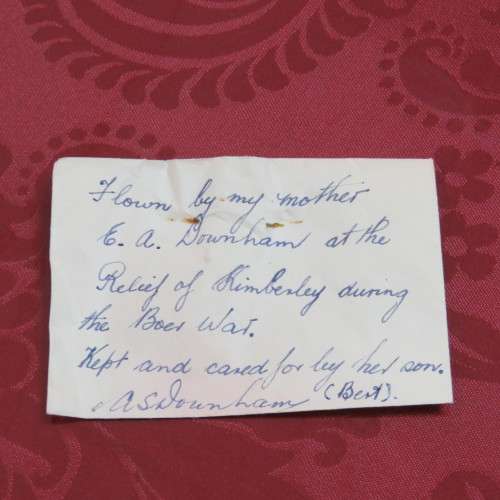 Flown by my mother
E. A. Downham at the
Relief of Kimberley during
the Boer War.
Kept and cared for by her son.
A S Downham (Bert).